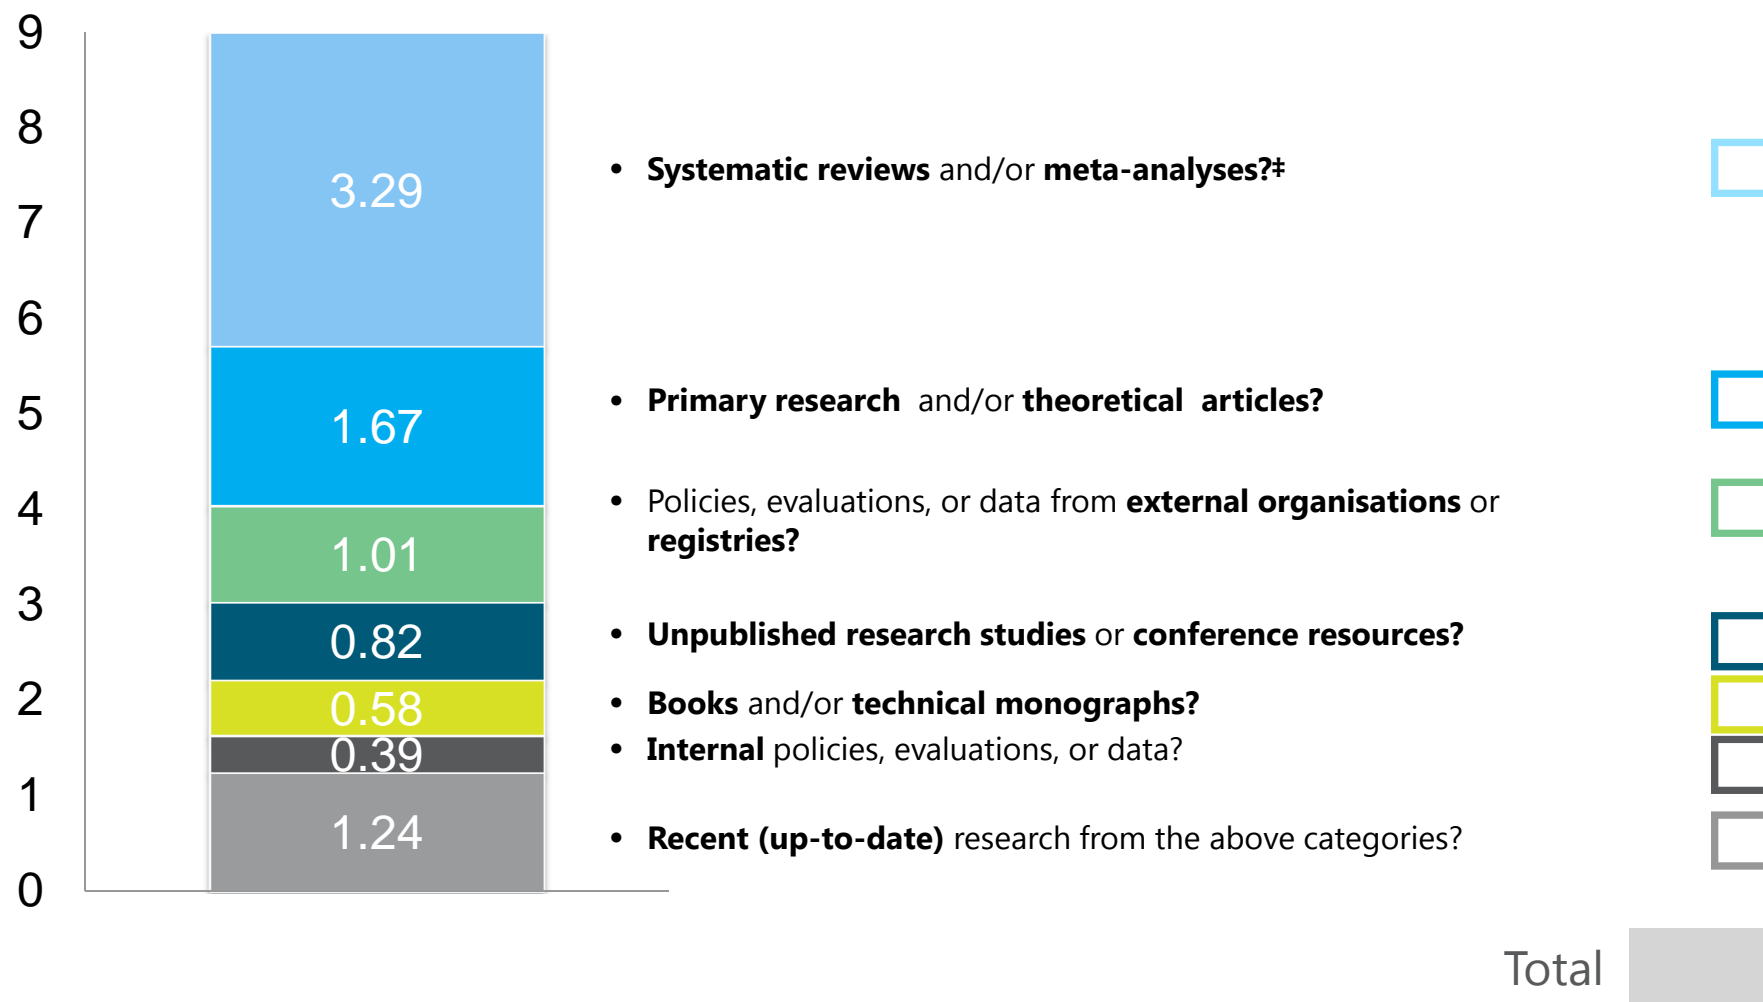 9
8
7
6
5
4
3
2
1
0
3.29
1.67
1.01
0.82
0.58
0.39
1.24
• Systematic reviews and/or meta-analyses?‡
• Primary research and/or theoretical articles?
• Policies, evaluations, or data from external organisations or
registries?
• Unpublished research studies or conference resources?
• Books and/or technical monographs?
• Internal policies, evaluations, or data?
• Recent (up-to-date) research from the above categories?
Total